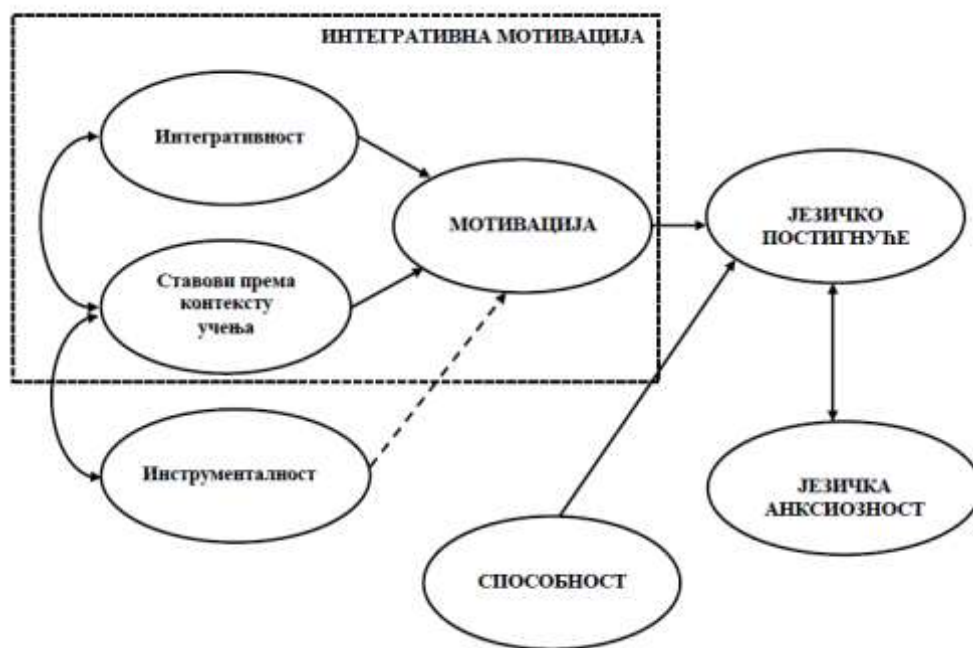 ИНТЕГРАТИВНА МОТИВАЦИЈА
Интегративност
МОТИВАЦИЈА
ЈЕЗИЧКО
ПОСТИГНУЋЕ
Ставови према
контексту
учења
Инструменталност
ЈЕЗИЧКА
АНКСИОЗНОСТ
СПОСОБНОСТ